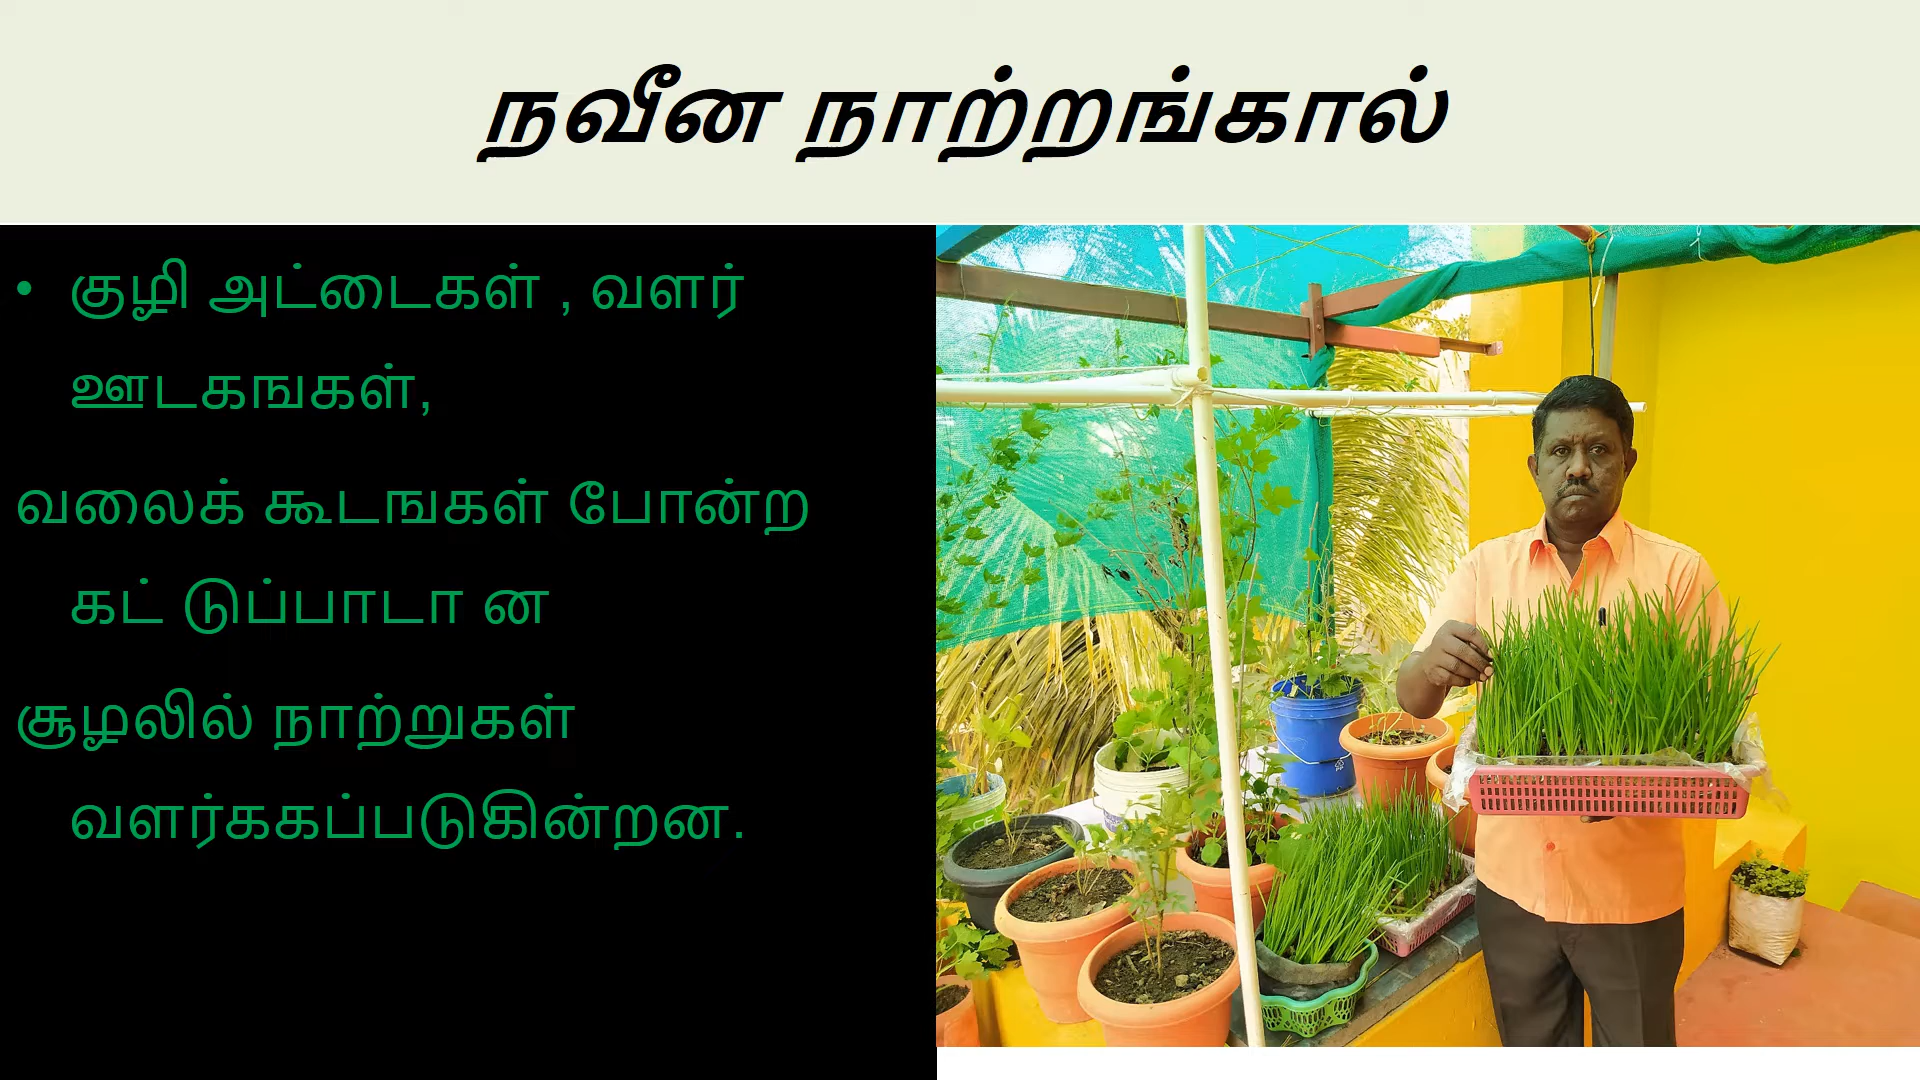 நவீன நாற்றங்கால்
• குழி அட்டைகள் , வளர்
ஊடகஙகள்,
வலைக் கூடஙகள் போன்ற
கட் டுப்பாடா ன
சூழலில் நாற்றுகள்
வளர்ககப்படுகின்றன.